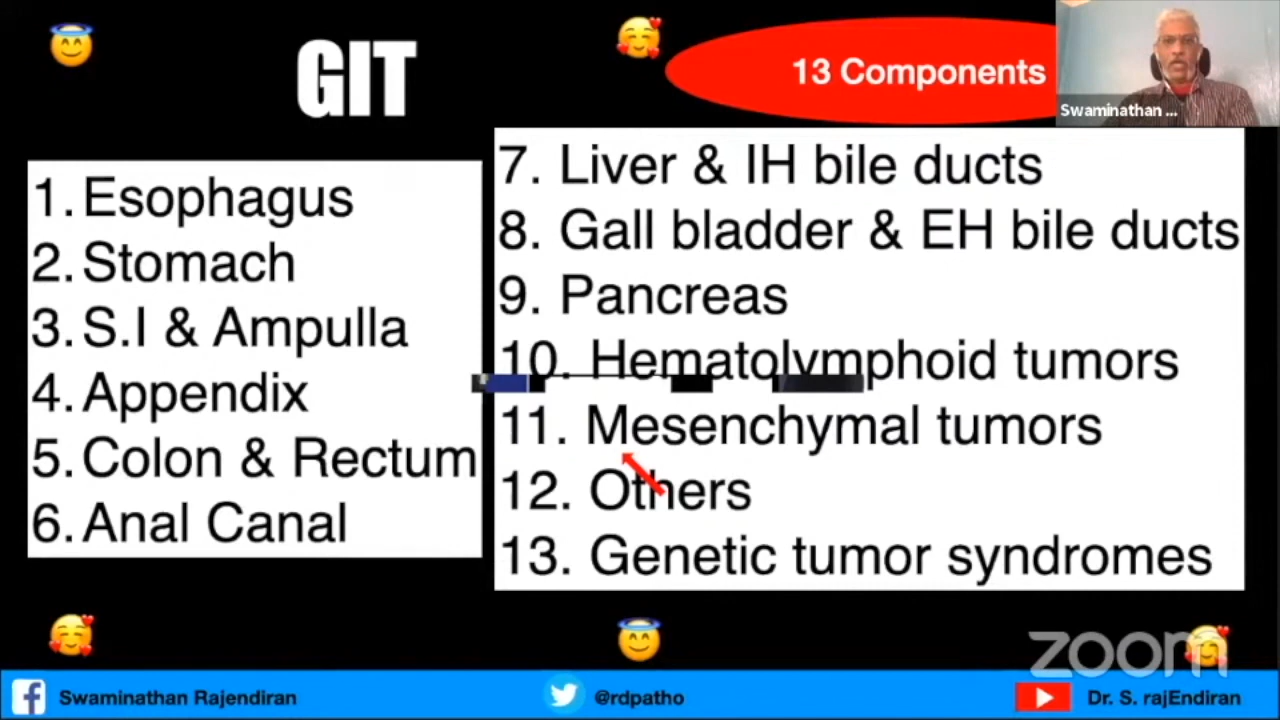 GIT
13 Components
Swaminathan ...
1. Esophagus
2. Stomach
3. S.I & Ampulla
4. Appendix
5. Colon & Rectum
6. Anal Canal
7. Liver & IH bile ducts
8. Gall bladder & EH bile ducts
9. Pancreas
10. Hematolymphoid tumors
11. Mesenchymal tumors
12. Others
13. Genetic tumor syndromes
zoom
Swaminathan Rajendiran
@rdpatho
Dr. S. rajEndiran